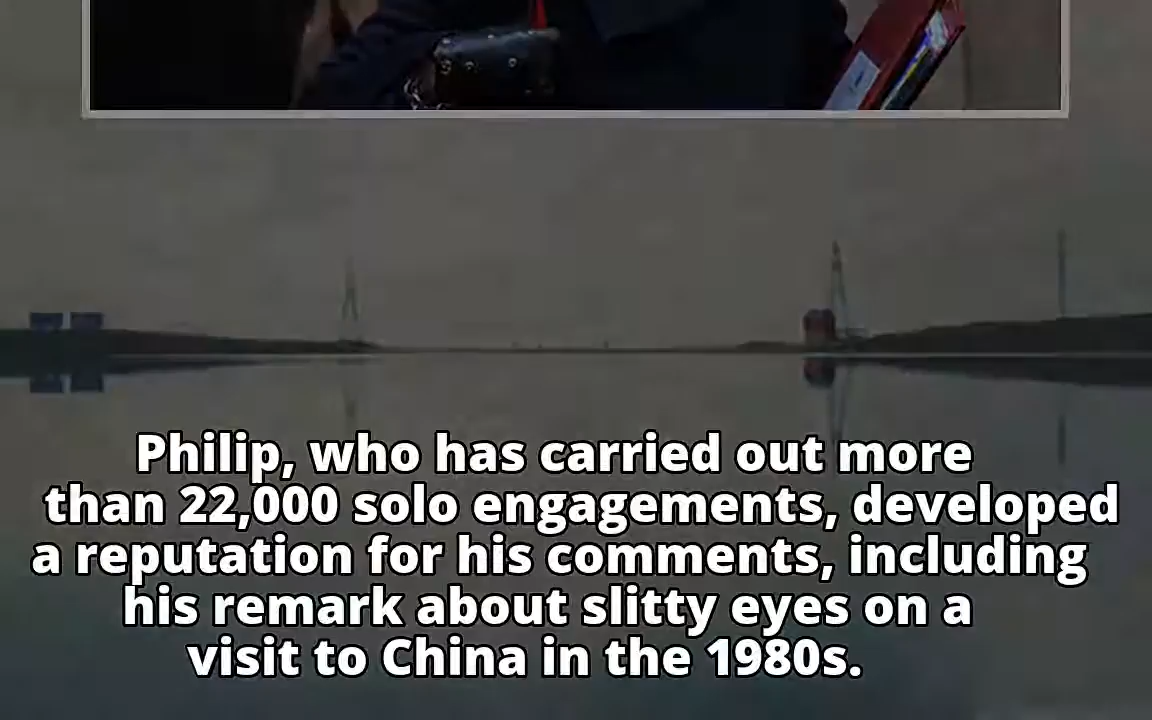 Philip, who has carried out more
than 22,000 solo engagements, developed
a reputation for his comments, including
his remark about slitty eyes on a
visit to China in the 1980s.